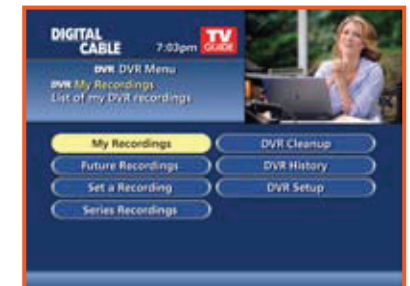 DIGITAL
CABLE
7:03pm
TV
GUIDE
DVR DVR Menu
DVR My Recordings
List of my DVR recordings
My Recordings
DVR Cleanup
Future Recordings
DVR History
Set a Recording
DVR Setup
Series Recordings